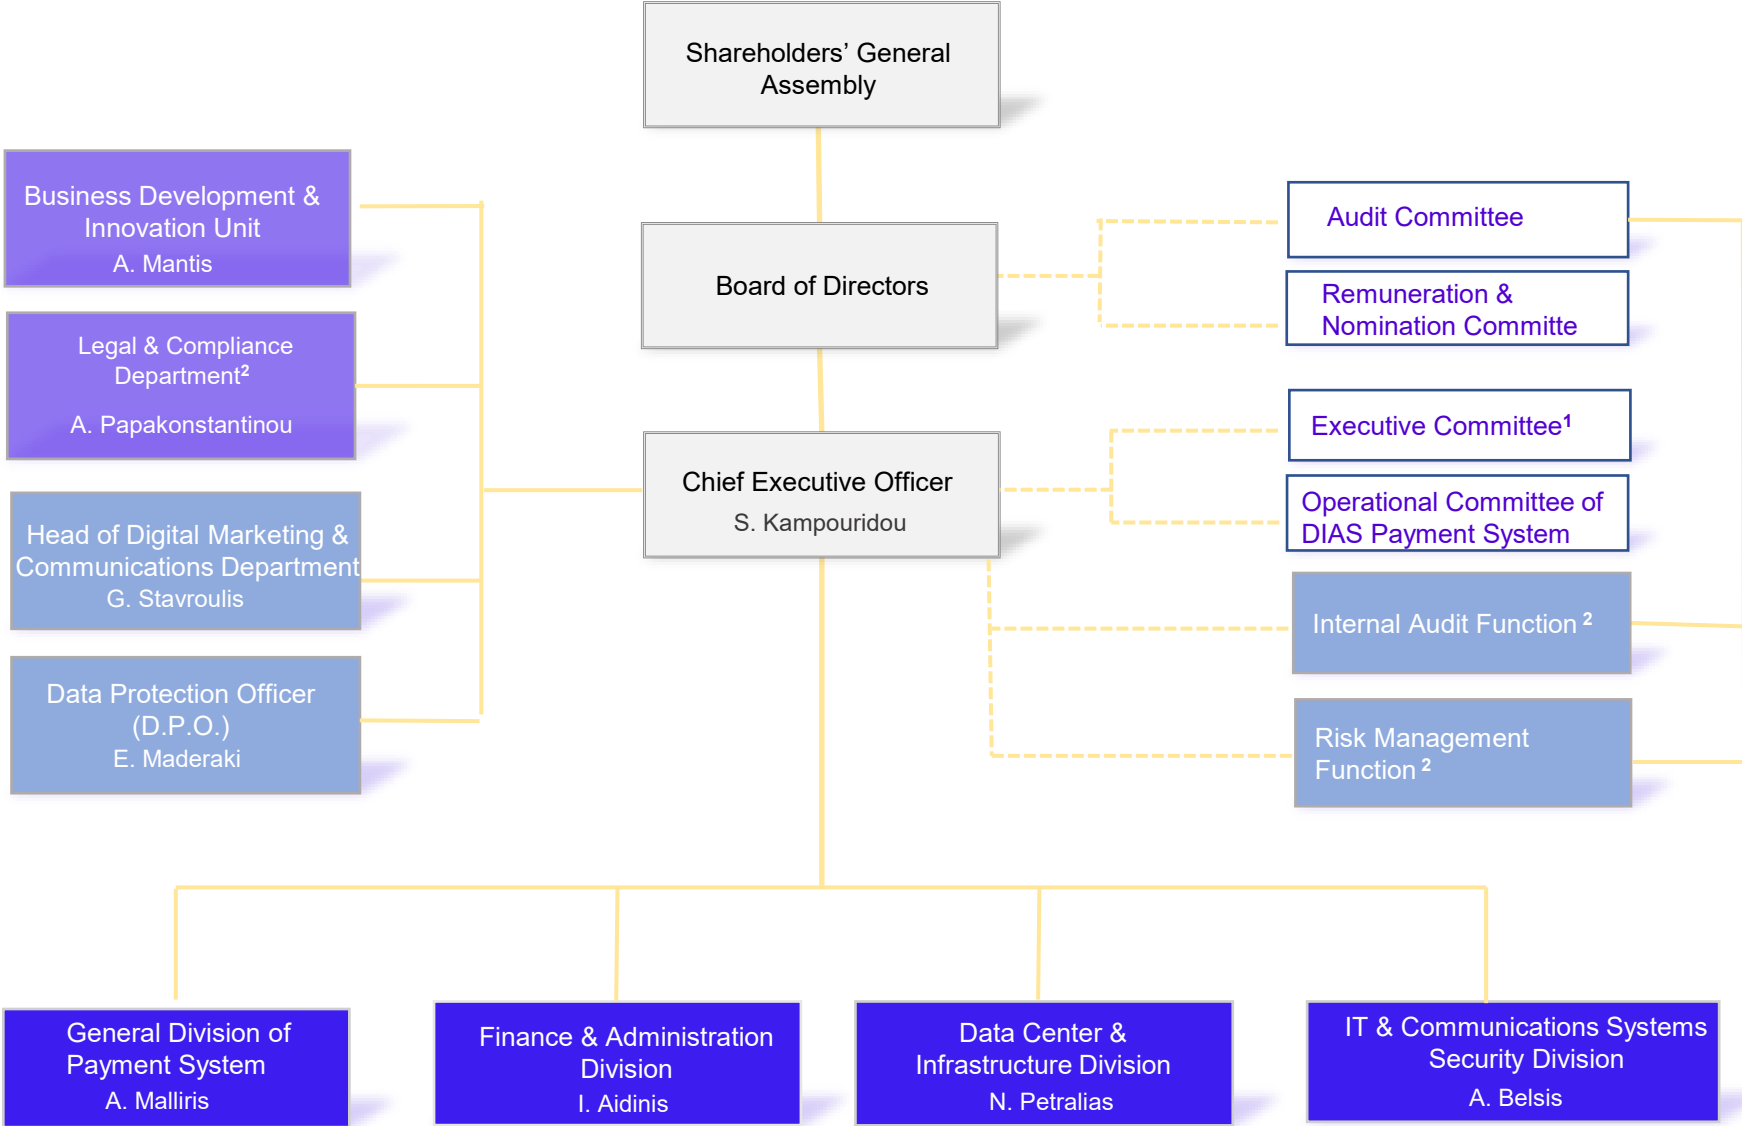 Shareholders’ General
Assembly
Business Development &
Innovation Unit
A. Mantis
Legal & Compliance
Department²
A. Papakonstantinou
Head of Digital Marketing &
Communications Department
G. Stavroulis
Data Protection Officer
(D.P.O.)
E. Maderaki
Board of Directors
Chief Executive Officer
S. Kampouridou
Audit Committee
Remuneration &
Nomination Committe
Executive Committee¹
Operational Committee of
DIAS Payment System
Internal Audit Function ²
Risk Management
Function ²
General Division of
Payment System
A. Malliris
Finance & Administration
Division
I. Aidinis
Data Center &
Infrastructure Division
N. Petralias
IT & Communications Systems
Security Division
A. Belsis